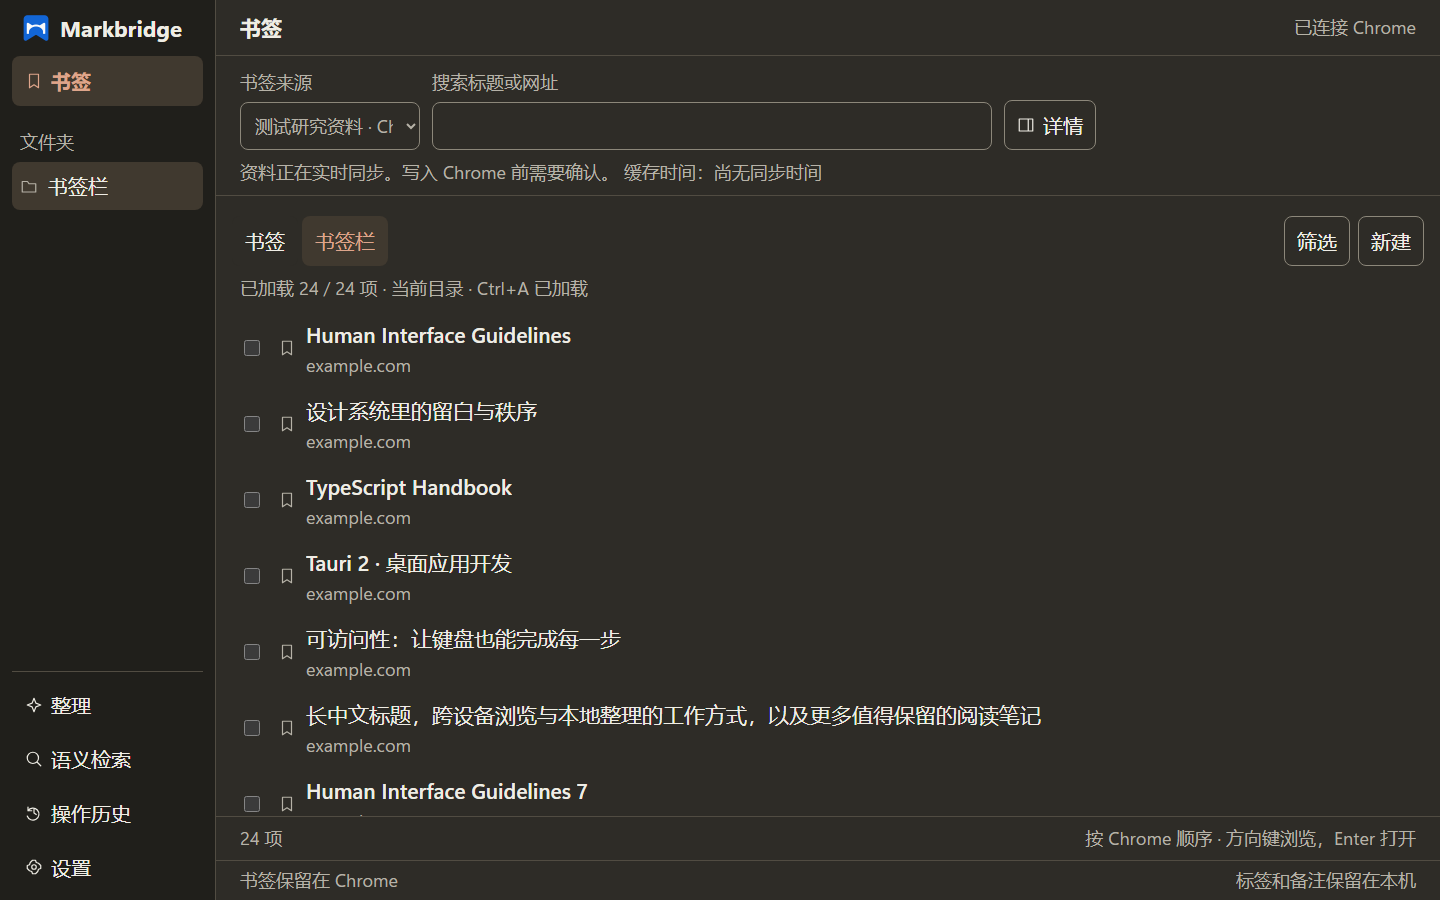 Markbridge
书签
文件夹
书签栏
整理
语义检索
操作历史
设置
书签
已连接 Chrome
书签来源
搜索标题或网址
测试研究资料 · Ch
详情
资料正在实时同步。写入 Chrome 前需要确认。 缓存时间：尚无同步时间
书签
书签栏
筛选
新建
已加载 24 / 24 项 · 当前目录 · Ctrl+A 已加载
Human Interface Guidelines
example.com
设计系统里的留白与秩序
example.com
TypeScript Handbook
example.com
Tauri 2 · 桌面应用开发
example.com
可访问性：让键盘也能完成每一步
example.com
长中文标题，跨设备浏览与本地整理的工作方式，以及更多值得保留的阅读笔记
example.com
Human Interface Guidelines 7
24 项
按 Chrome 顺序 · 方向键浏览，Enter 打开
书签保留在 Chrome
标签和备注保留在本机